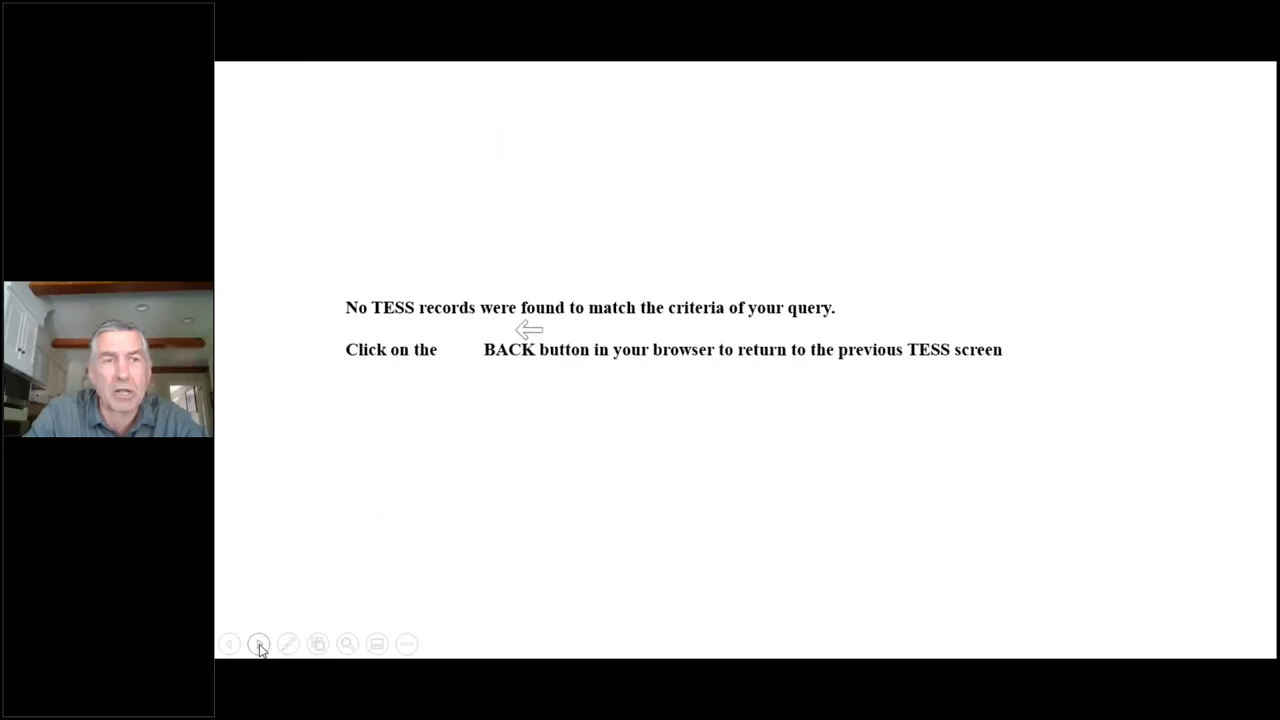 No TESS records were found to match the criteria of your query.
Click on the BACK button in your browser to return to the previous TESS screen